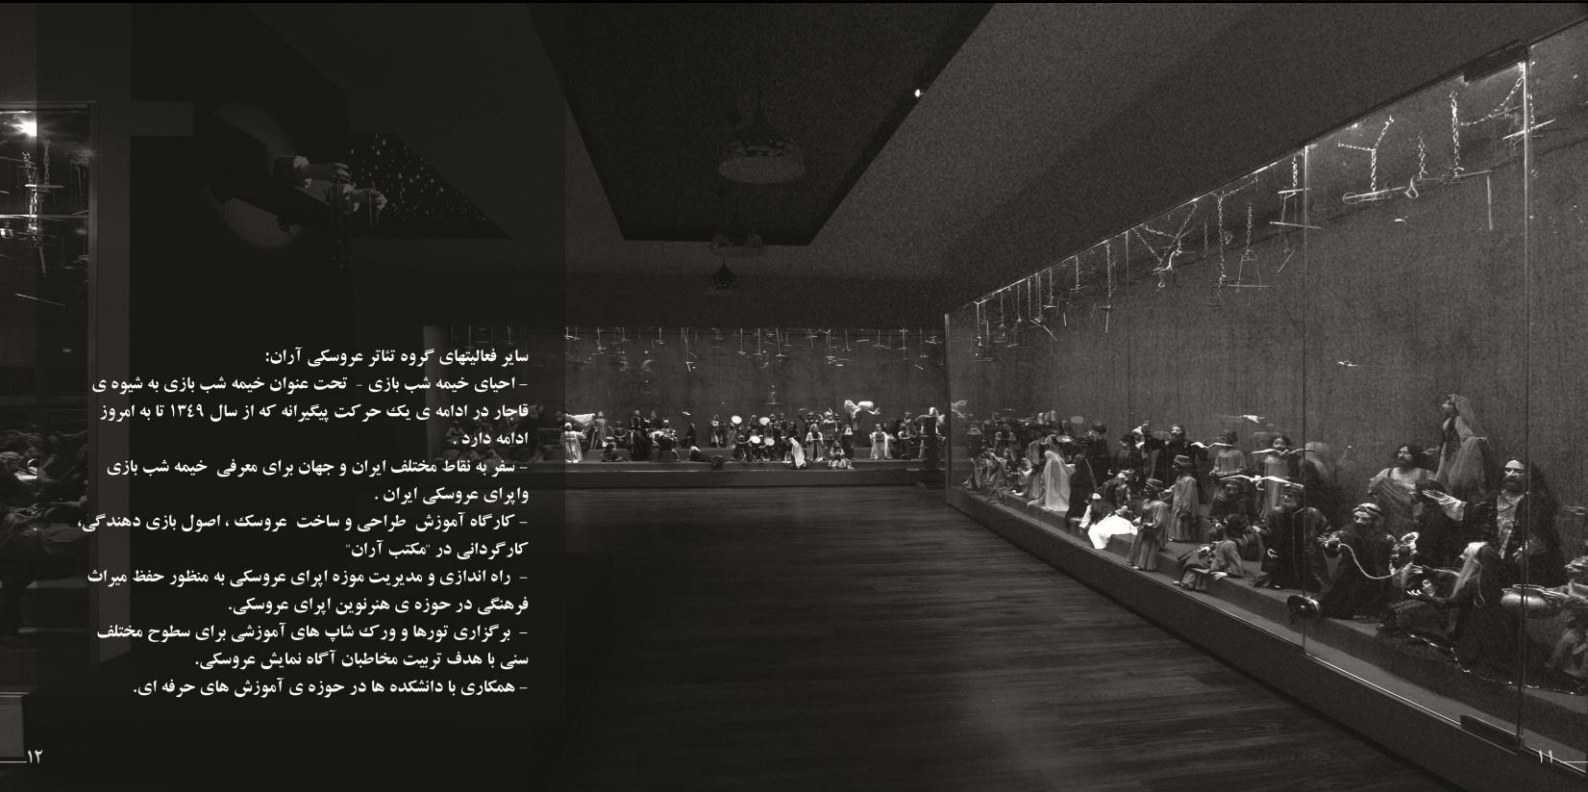 سایر فعالیتهای گروه تئاتر عروسکی آران:
- احیای خیمه شب بازی - تحت عنوان خیمه شب بازی به شیوه ی
قاجار در ادامه ی یک حرکت پیگیرانه که از سال ۱۳٤۹ تا به امروز
ادامه دارد .
- سفر به نقاط مختلف ایران و جهان برای معرفی خیمه شب بازی
واپرای عروسکی ایران .
- کارگاه آموزش طراحی و ساخت عروسک ، اصول بازی دهندگی،
کارگردانی در "مکتب آران"
- راه اندازی و مدیریت موزه اپرای عروسکی به منظور حفظ میراث
فرهنگی در حوزه ی هنرنوین اپرای عروسکی.
- برگزاری تورها و ورک شاپ های آموزشی برای سطوح مختلف
سنی با هدف تربیت مخاطبان آگاه نمایش عروسکی.
- همکاری با دانشکده ها در حوزه ی آموزش های حرفه ای.
۱۱
۱۲